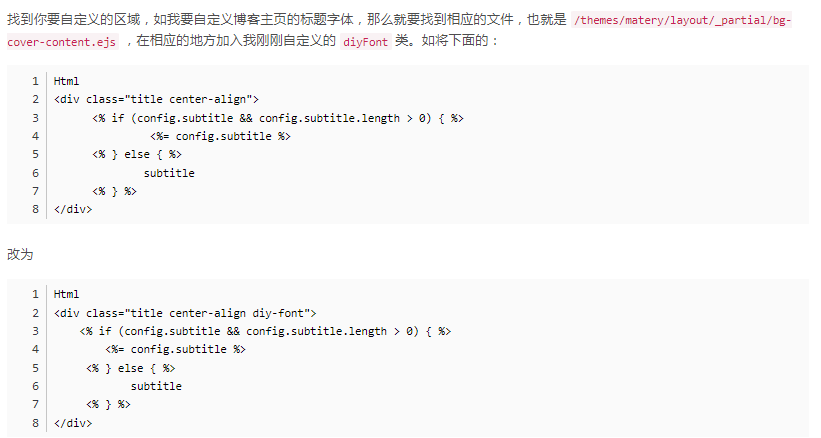 找到你要自定义的区域，如我要自定义博客主页的标题字体，那么就要找到相应的文件，也就是 /themes/matery/layout/_partial/bg-
cover-content.ejs ，在相应的地方加入我刚刚自定义的 diyFont 类。如将下面的：
1 Html
2 <div class="title center-align">
3 <% if (config.subtitle && config.subtitle.length > 0) { %>
4 <%= config.subtitle %>
5 <% } else { %>
6 subtitle
7 <% } %>
8 </div>
改为
1 Html
2 <div class="title center-align diy-font">
3 <% if (config.subtitle && config.subtitle.length > 0) { %>
4 <%= config.subtitle %>
5 <% } else { %>
6 subtitle
7 <% } %>
8 </div>